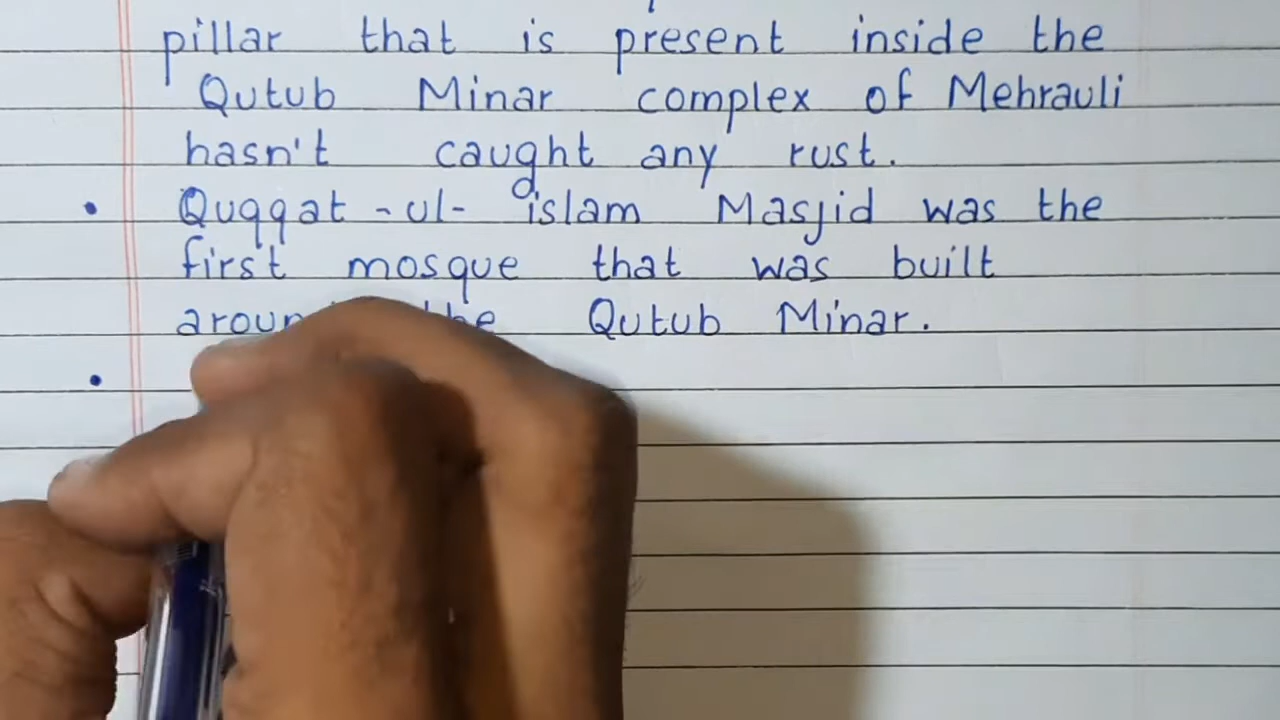 pillar that is present inside the
Qutub Minar complex of Mehrauli
hasn't caught any rust.
• Quqqat -ul- islam Masjid was the
first mosque that was built
the Qutub Minar.
•